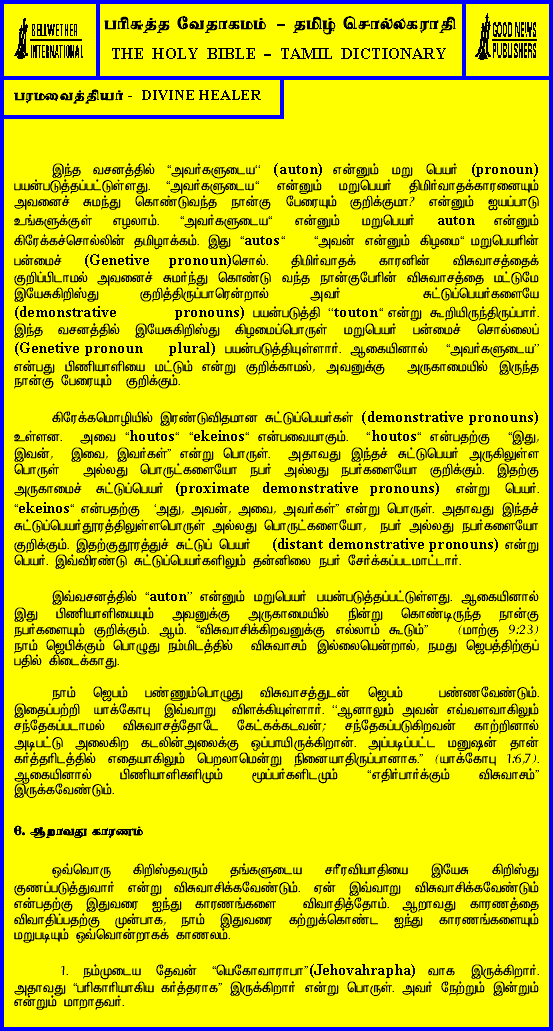 BELLWETHER
INTERNATIONAL
பரிசுத்த வேதாகமம் – தமிழ் சொல்லகராதி
THE HOLY BIBLE – TAMIL DICTIONARY
GOOD NEWS
PUBLISHERS
பரமவைத்தியர் - DIVINE HEALER
இந்த வசனத்தில் “அவர்களுடைய“ (auton) என்னும் மறு பெயர் (pronoun)
பயன்படுத்தப்பட்டுள்ளது. “அவர்களுடைய“ என்னும் மறுபெயர் திமிர்வாதக்காரனையும்
அவனைச் சுமந்து கொண்டுவந்த நான்கு பேரையும் குறிக்குமா? என்னும் ஐயப்பாடு
உங்களுக்குள் எழலாம். “அவர்களுடைய“ என்னும் மறுபெயர் auton என்னும்
கிரேக்கச்சொல்லின் தமிழாக்கம். இது “autos“ “அவன் என்னும் கிழமை“ மறுபெயரின்
பன்மைச் (Genetive pronoun)சொல். திமிர்வாதக் காரனின் விசுவாசத்தைக்
குறிப்பிடாமல் அவனைச் சுமர்ந்து கொண்டு வந்த நான்குபேரின் விசுவாசத்தை மட்டுமே
இயேசுகிறிஸ்து குறித்திருப்பாரென்றால் அவர் சுட்டுப்பெயர்களையே
(demonstrative pronouns) பயன்படுத்தி “touton“ என்று கூறியிருந்திருப்பார்.
இந்த வசனத்தில் இயேசுகிறிஸ்து கிழமைப்பொருள் மறுபெயர் பன்மைச் சொல்லைப்
(Genetive pronoun plural) பயன்படுத்தியுள்ளார். ஆகையினால் “அவர்களுடைய”
என்பது பிணியாளியை மட்டும் என்று குறிக்காமல், அவனுக்கு அருகாமையில் இருந்த
நான்கு பேரையும் குறிக்கும்.
கிரேக்கமொழியில் இரண்டுவிதமான சுட்டுப்பெயர்கள் (demonstrative pronouns)
உள்ளன. அவை “houtos“ “ekeinos“ என்பவையாகும். “houtos“ என்பதற்கு “இது,
இவன், இவை, இவர்கள்” என்று பொருள். அதாவது இந்தச் சுட்டுபெயர் அருகிலுள்ள
பொருள் அல்லது பொருட்களையோ நபர் அல்லது நபர்களையோ குறிக்கும். இதற்கு
அருகாமைச் சுட்டுப்பெயர் (proximate demonstrative pronouns) என்று பெயர்.
“ekeinos“ என்பதற்கு ‘அது, அவன், அவை, அவர்கள்” என்று பொருள். அதாவது இந்தச்
சுட்டுப்பெயர்தூரத்திலுள்ளபொருள் அல்லது பொருட்களையோ, நபர் அல்லது நபர்களையோ
குறிக்கும். இதற்குதூரத்துச் சுட்டுப் பெயர் (distant demonstrative pronouns) என்று
பெயர். இவ்விரண்டு சுட்டுப்பெயர்களிலும் தன்னிலை நபர் சேர்க்கப்படமாட்டார்.
இவ்வசனத்தில் “auton” என்னும் மறுபெயர் பயன்படுத்தப்பட்டுள்ளது. ஆகையினால்
இது பிணியாளியையும் அவனுக்கு அருகாமையில் நின்று கொண்டிருந்த நான்கு
நபர்களையும் குறிக்கும். ஆம். “விசுவாசிக்கிறவனுக்கு எல்லாம் கூடும்” (மாற்கு 9:23)
நாம் ஜெபிக்கும் பொழுது நம்மிடத்தில் விசுவாசம் இல்லையென்றால், நமது ஜெபத்திற்குப்
பதில் கிடைக்காது.
நாம் ஜெபம் பண்ணும்பொழுது விசுவாசத்துடன் ஜெபம் பண்ணவேண்டும்.
இதைப்பற்றி யாக்கோபு இவ்வாறு விளக்கியுள்ளார். “ஆனாலும் அவன் எவ்வளவாகிலும்
சந்தேகப்படாமல் விசுவாசத்தோடே கேட்கக்கடவன்; சந்தேகப்படுகிறவன் காற்றினால்
அடிபட்டு அலைகிற கடலின்அலைக்கு ஒப்பாயிருக்கிறான். அப்படிப்பட்ட மனுஷன் தான்
கர்த்தரிடத்தில் எதையாகிலும் பெறலாமென்று நினையாதிருப்பானாக.” (யாக்கோபு 1:6,7).
ஆகையினால் பிணியாளிகளிமும் மூப்பர்களிடமும் “எதிர்பார்க்கும் விசுவாசம்”
இருக்கவேண்டும்.
6. ஆறாவது காரணம்
ஒவ்வொரு கிறிஸ்தவரும் தங்களுடைய சரீரவியாதியை இயேசு கிறிஸ்து
குணப்படுத்துவார் என்று விசுவாசிக்கவேண்டும். ஏன் இவ்வாறு விசுவாசிக்கவேண்டும்
என்பதற்கு இதுவரை ஐந்து காரணங்களை விவாதித்தோம். ஆறாவது காரணத்தை
விவாதிப்பதற்கு முன்பாக, நாம் இதுவரை கற்றுக்கொண்ட ஐந்து காரணங்களையும்
மறுபடியும் ஒவ்வொன்றாகக் காணலம்.
1. நம்முடைய தேவன் “யெகோவாராபா”(Jehovahrapha) வாக இருக்கிறார்.
அதாவது “பரிகாரியாகிய கர்த்தராக” இருக்கிறார் என்று பொருள். அவர் நேற்றும் இன்றும்
என்றும் மாறாதவர்.